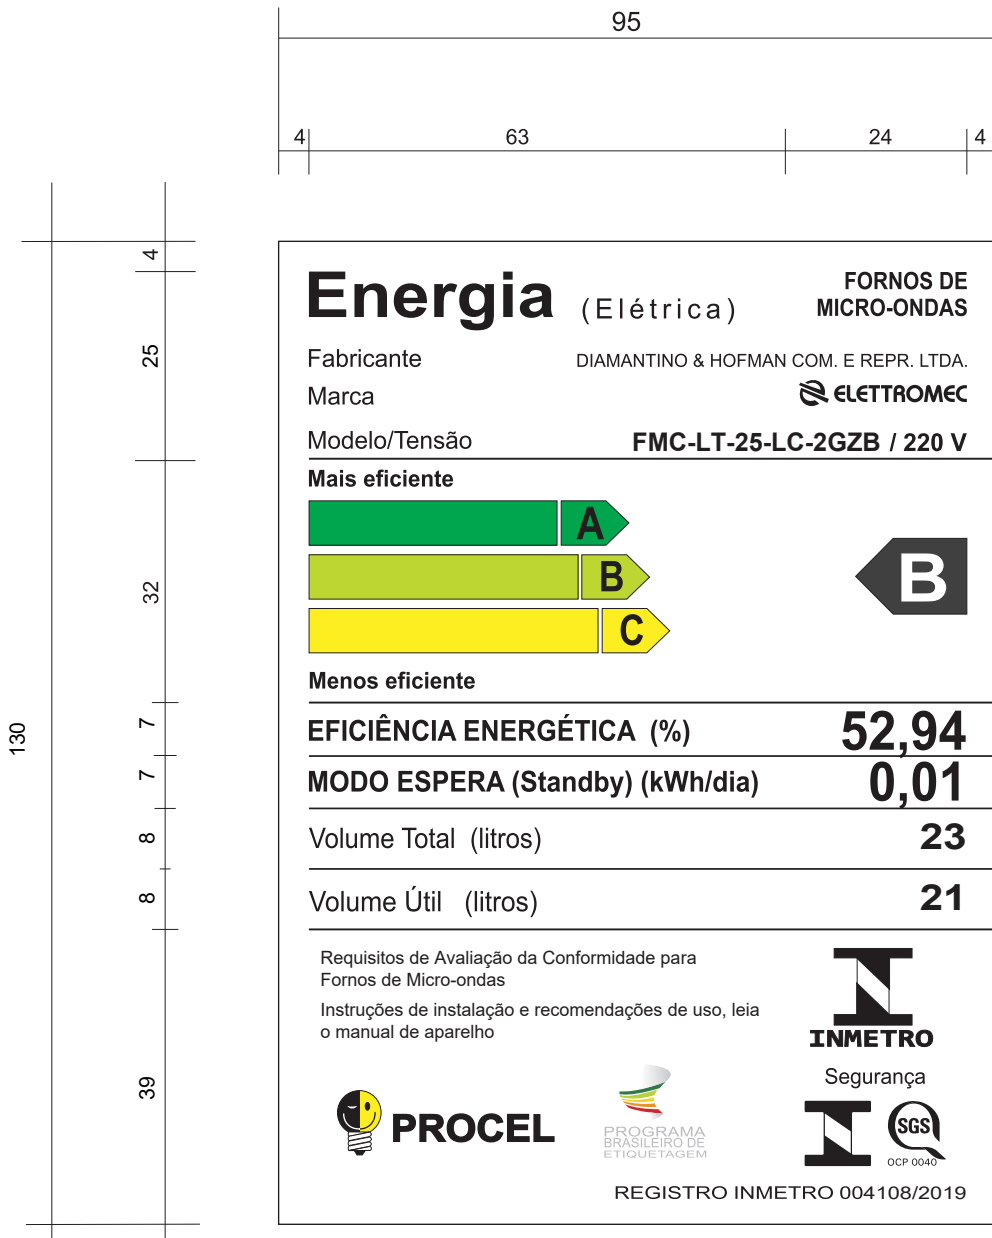 95
4 63 24 4
4
25
32
7
7
8
8
39
130
Energia (Elétrica)
FORNOS DE
MICRO-ONDAS
Fabricante DIAMANTINO & HOFMAN COM. E REPR. LTDA.
Marca ELETTROMEC
Modelo/Tensão FMC-LT-25-LC-2GZB / 220 V
Mais eficiente
A
B
B
C
Menos eficiente
EFICIÊNCIA ENERGÉTICA (%) 52,94
MODO ESPERA (Standby) (kWh/dia) 0,01
Volume Total (litros) 23
Volume Útil (litros) 21
Requisitos de Avaliação da Conformidade para
Fornos de Micro-ondas
Instruções de instalação e recomendações de uso, leia
o manual de aparelho
INMETRO
Segurança
PROCEL
PROGRAMA
BRASILEIRO DE
ETIQUETAGEM
SGS
OCP 0040
REGISTRO INMETRO 004108/2019